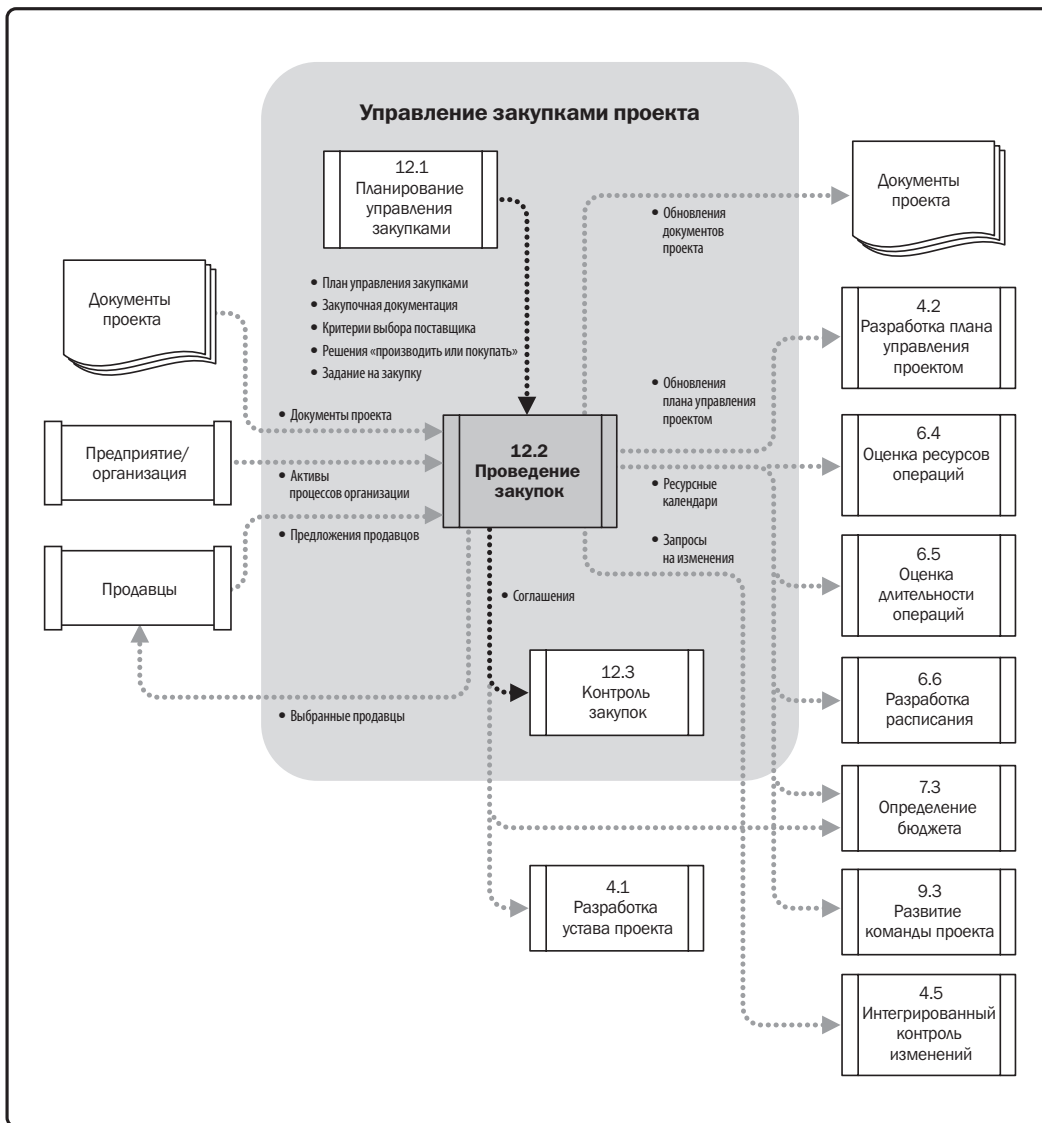 Управление закупками проекта
12.1
Планирование
управления
закупками
Документы
проекта
• Обновления
документов
проекта
• План управления закупками
• Закупочная документация
• Критерии выбора поставщика
• Решения «производить или покупать»
• Задание на закупку
Документы
проекта
4.2
Разработка плана
управления
проектом
• Обновления
плана управления
проектом
• Документы проекта
12.2
Проведение
закупок
Предприятие/
организация
• Активы
процессов организации
• Ресурсные
календари
6.4
Оценка ресурсов
операций
• Предложения продавцов
• Запросы
на изменения
Продавцы
• Соглашения
6.5
Оценка
длительности
операций
12.3
Контроль
закупок
6.6
Разработка
расписания
• Выбранные продавцы
7.3
Определение
бюджета
4.1
Разработка
устава проекта
9.3
Развитие
команды проекта
4.5
Интегрированный
контроль
изменений